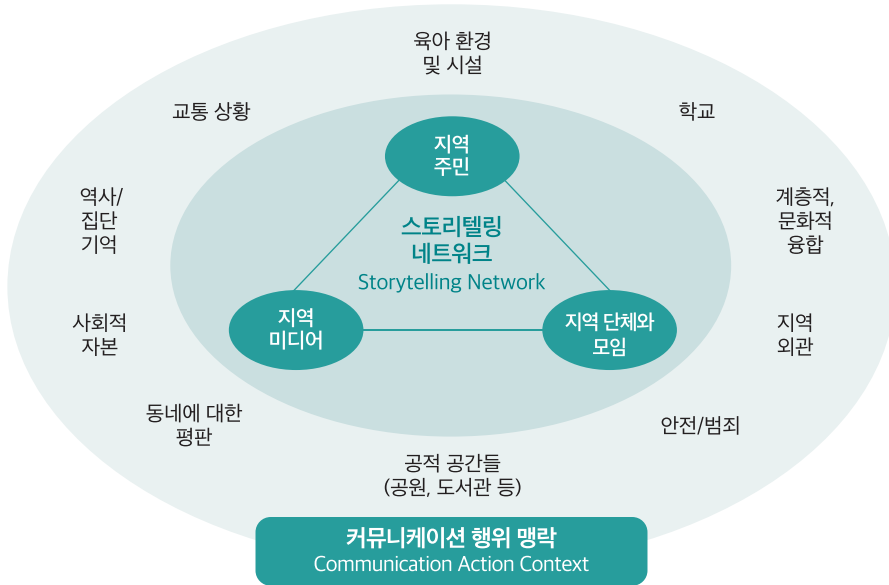 육아 환경
및 시설
교통 상황
학교
지역
주민
역사/
집단
기억
계층적,
문화적
융합
스토리텔링
네트워크
Storytelling Network
사회적
자본
지역
미디어
지역 단체와
모임
지역
외관
동네에 대한
평판
안전/범죄
공적 공간들
(공원, 도서관 등)
커뮤니케이션 행위 맹락
Communication Action Context